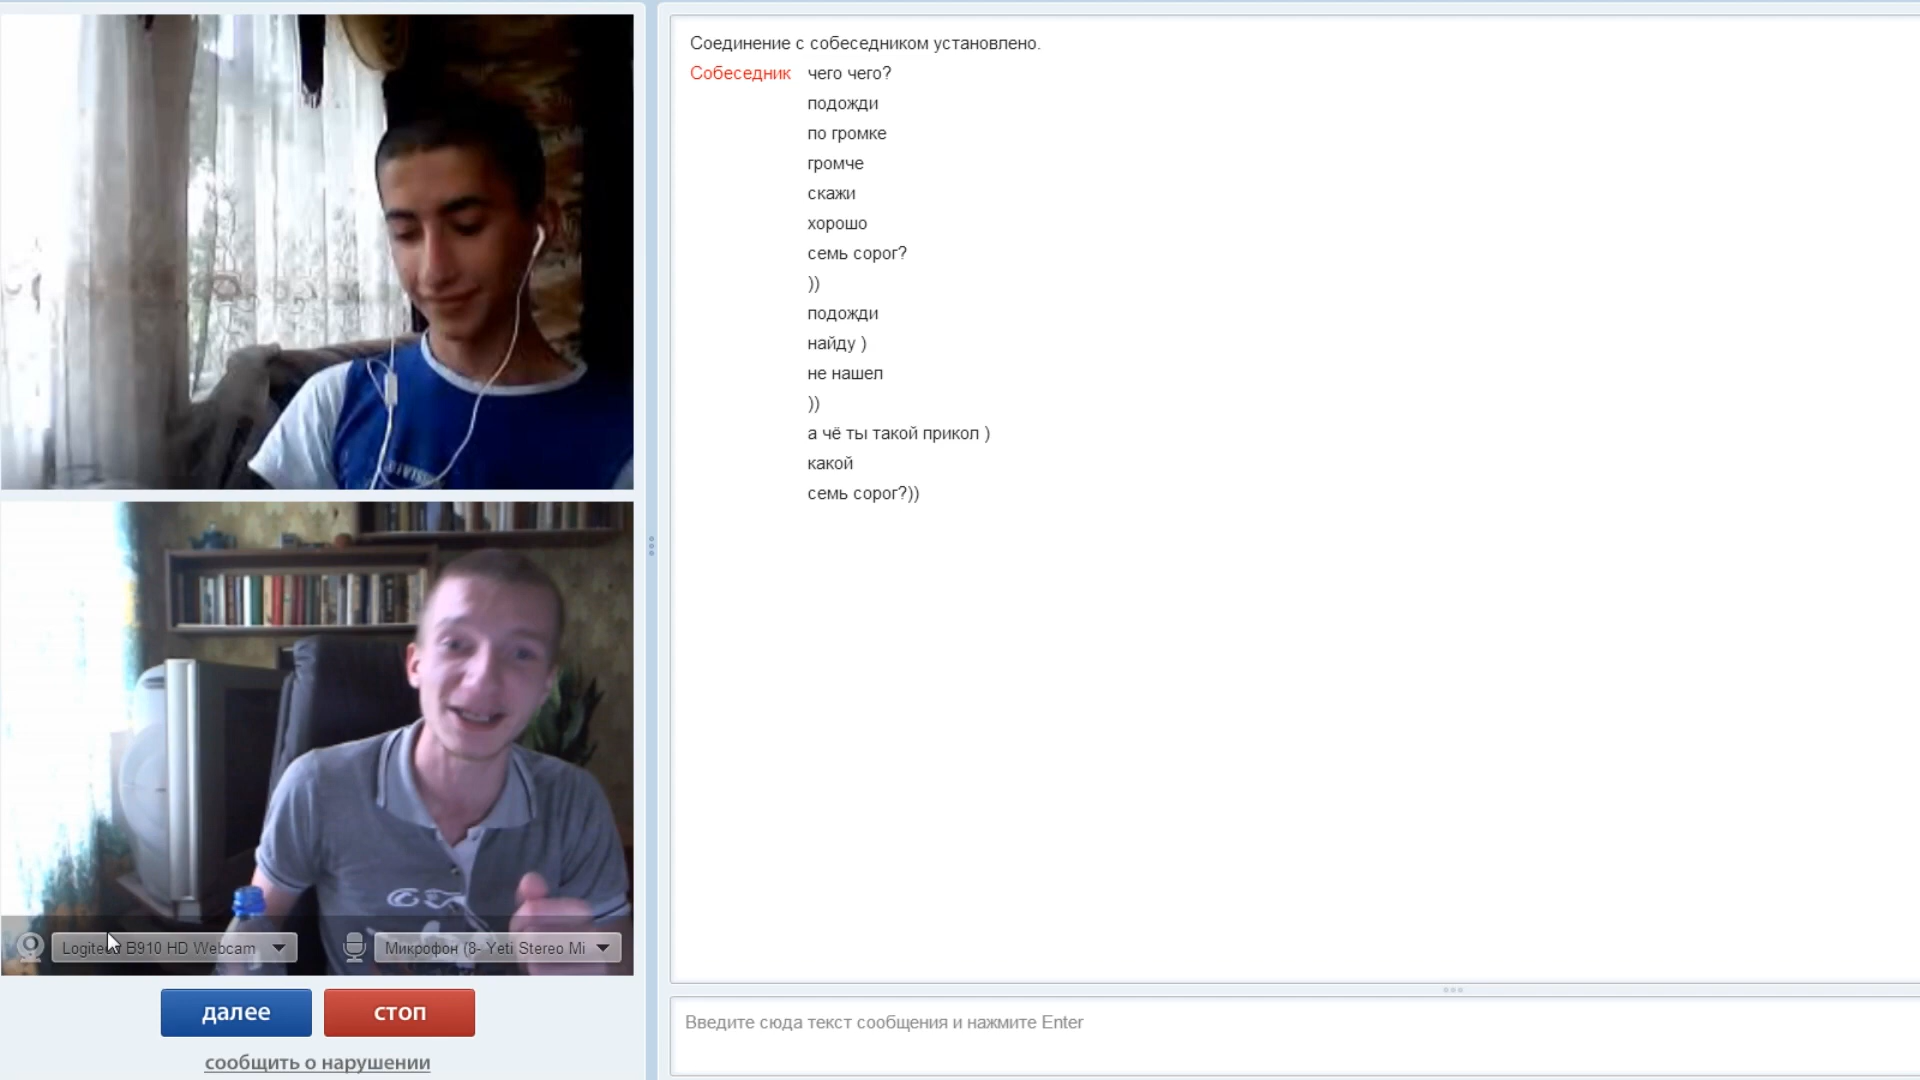 Соединение с собеседником установлено.
Собеседник чего чего?
подожди
по громке
громче
скажи
хорошо
семь сорог?
))
подожди
найду )
не нашел
))
а чё ты такой прикол )
какой
семь сорог?))
Logitech B910 HD Webcam
Микрофон (8- Yeti Stereo Mi
далее
стоп
сообщить о нарушении
Введите сюда текст сообщения и нажмите Enter